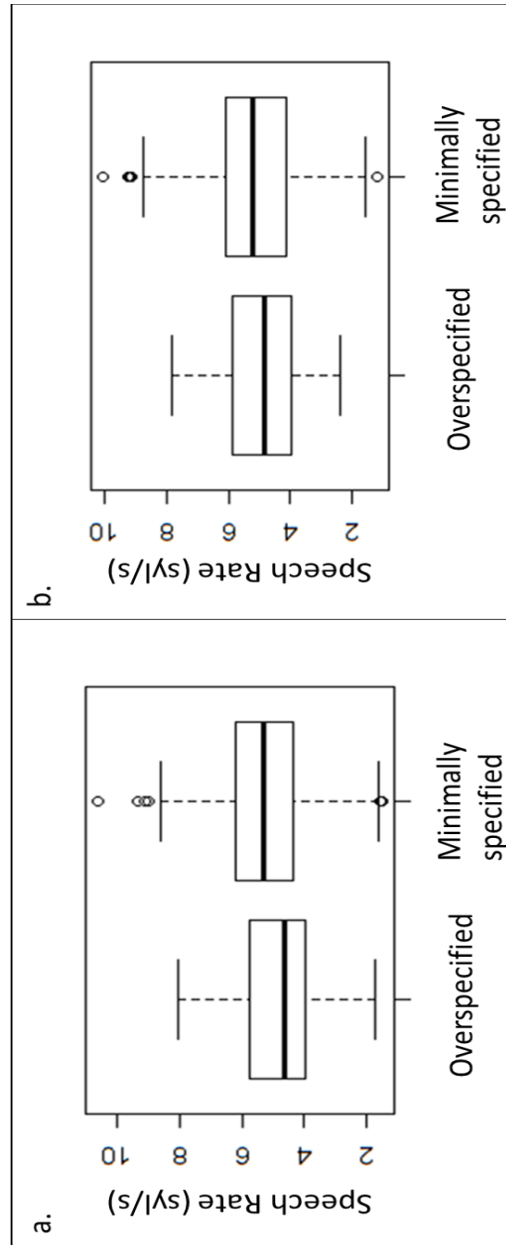 a.
Speech Rate (syl/s)
10
8
6
4
2
Overspecified
Minimally
specified
b.
Speech Rate (syl/s)
10
8
6
4
2
Overspecified
Minimally
specified